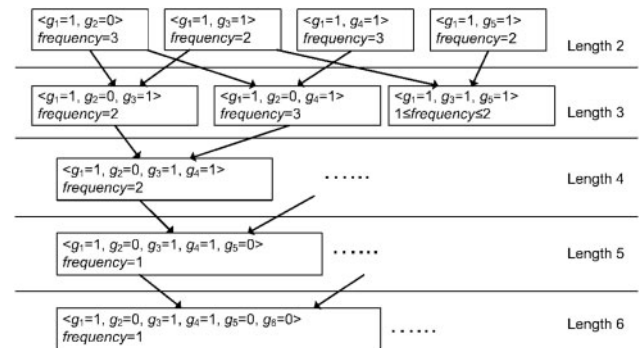 <g₁=1, g₂=0>
frequency=3
<g₁=1, g₃=1>
frequency=2
<g₁=1, g₄=1>
frequency=3
<g₁=1, g₅=1>
frequency=2
Length 2
<g₁=1, g₂=0, g₃=1>
frequency=2
<g₁=1, g₂=0, g₄=1>
frequency=3
<g₁=1, g₃=1, g₅=1>
1≤frequency≤2
Length 3
<g₁=1, g₂=0, g₃=1, g₄=1>
frequency=2
......
Length 4
<g₁=1, g₂=0, g₃=1, g₄=1, g₅=0>
frequency=1
......
Length 5
<g₁=1, g₂=0, g₃=1, g₄=1, g₅=0, g₆=0>
frequency=1
......
Length 6